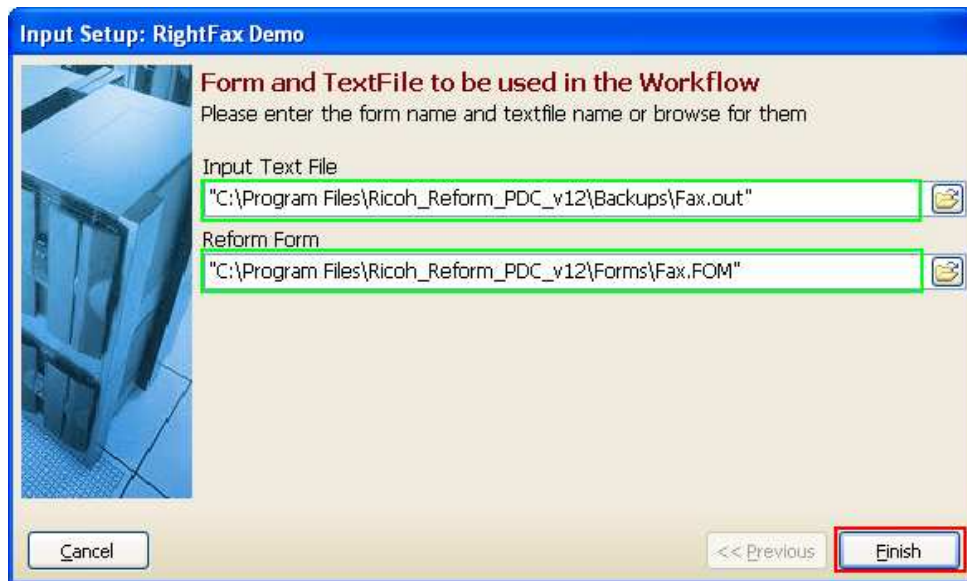 Input Setup: RightFax Demo
Form and TextFile to be used in the Workflow
Please enter the form name and textfile name or browse for them
Input Text File
"C:\Program Files\Ricoh_Reform_PDC_v12\Backups\Fax.out"
Reform Form
"C:\Program Files\Ricoh_Reform_PDC_v12\Forms\Fax.FOM"
Cancel
<< Previous
Finish